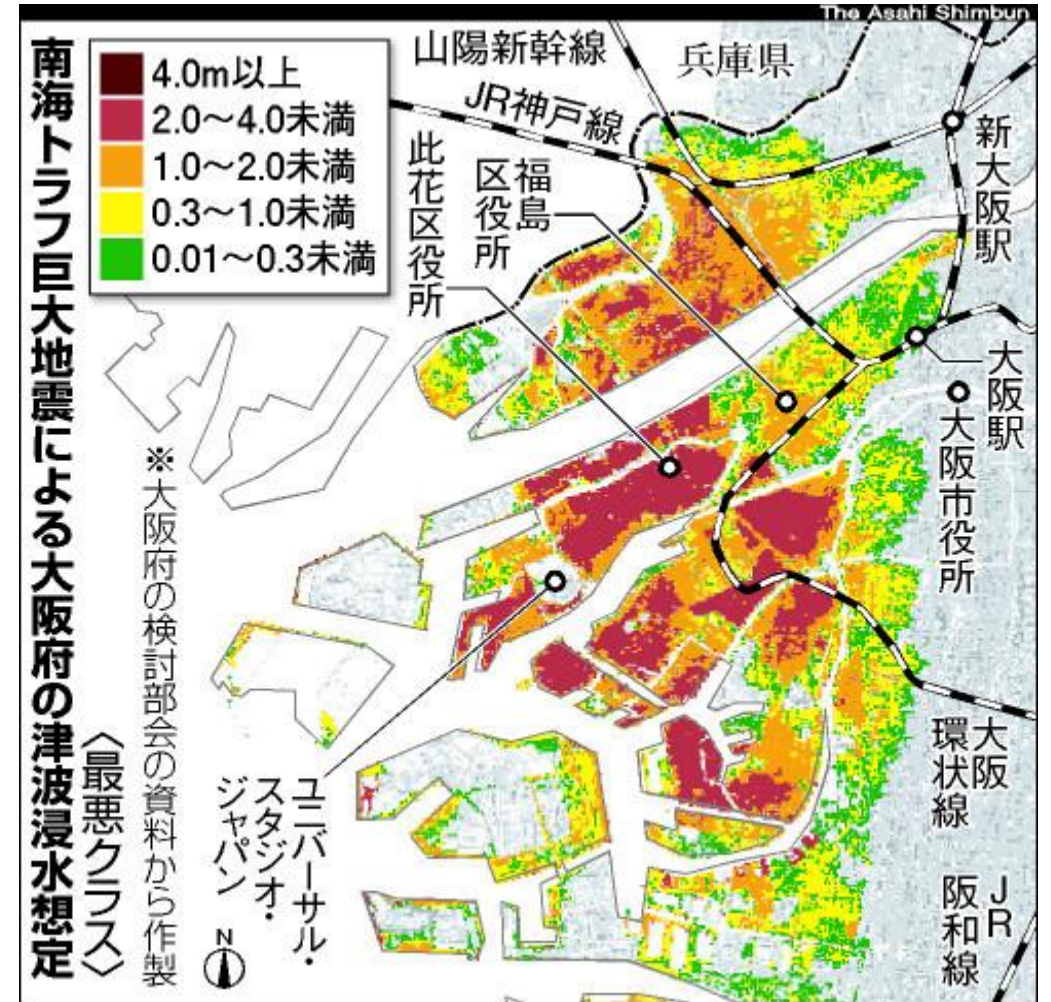 The Asahi Shimbun
南海トラフ巨大地震による大阪府の津波浸水想定
〈最悪クラス〉
※大阪府の検討部会の資料から作製
4.0m以上
2.0〜4.0未満
1.0〜2.0未満
0.3〜1.0未満
0.01〜0.3未満
山陽新幹線
兵庫県
JR神戸線
新大阪駅
福島
区役所
此花区役所
大阪駅
大阪市役所
大阪
環状線
JR
阪和線
ユニバーサル・
スタジオ・
ジャパン
N